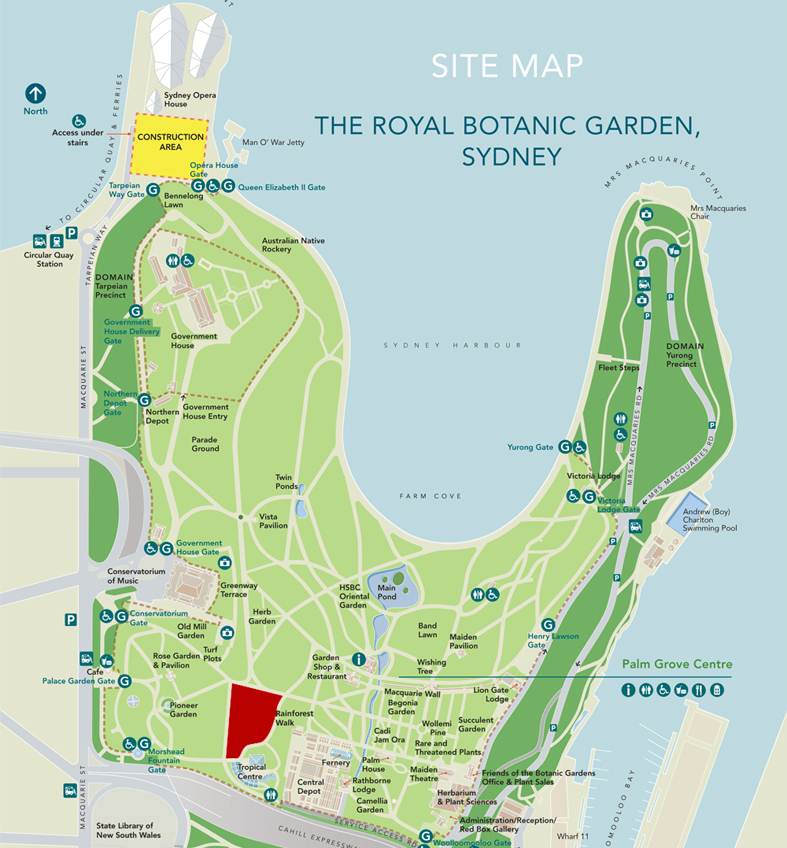 SITE MAP
THE ROYAL BOTANIC GARDEN,
SYDNEY
North
Access under
stairs
Sydney Opera
House
CONSTRUCTION
AREA
Man O' War Jetty
Opera House
Gate
G
G
Queen Elizabeth II Gate
Tarpeian
Way Gate
G
Bennelong
Lawn
TO CIRCULAR QUAY & FERRIES
P
Circular Quay
Station
TARPEIAN WAY
Australian Native
Rockery
DOMAIN
Tarpeian
Precinct
G
Government
House Delivery
Gate
Government
House
MACQUARIE ST
Northern
Depot
Gate
G
Northern
Depot
Government
House Entry
Parade
Ground
SYDNEY HARBOUR
FARM COVE
MRS MACQUARIES POINT
Mrs Macquaries
Chair
P
P
DOMAIN
Yurong
Precinct
Fleet Steps
MRS MACQUARIES RD
P
MRS MACQUARIES RD
Yurong Gate
G
Victoria Lodge
G
Victoria
Lodge Gate
Andrew (Boy)
Charlton
Swimming Pool
P
P
Twin
Ponds
Vista
Pavilion
G
Government
House Gate
Conservatorium
of Music
Greenway
Terrace
HSBC
Oriental
Garden
Main
Pond
P
G
Conservatorium
Gate
Old Mill
Garden
Herb
Garden
Band
Lawn
Maiden
Pavilion
G
Henry Lawson
Gate
Cafe
Palace Garden Gate
G
Rose Garden
& Pavilion
Turf
Plots
Garden
Shop &
Restaurant
i
Wishing
Tree
Palm Grove Centre
i
Macquarie Wall
Lion Gate
Lodge
Begonia
Garden
Pioneer
Garden
Rainforest
Walk
Wollemi
Pine
Succulent
Garden
Cadi
Jam Ora
Rare and
Threatened Plants
P
G
Morshead
Fountain
Gate
Tropical
Centre
Fernery
Palm
House
Maiden
Theatre
Friends of the Botanic Gardens
Office & Plant Sales
Central
Depot
Rathborne
Lodge
Herbarium
& Plant Sciences
Camellia
Garden
MACQUARIE ST
State Library of
New South Wales
CAHILL EXPRESSWAY
SERVICE ACCESS RD
Administration/Reception/
Red Box Gallery
G
Woolloomooloo Gate
Wharf 11
OMOOLOO BAY